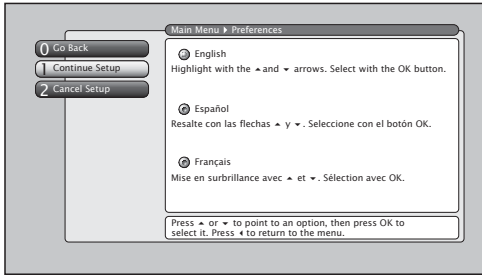 Main Menu ▸ Preferences
0 Go Back
1 Continue Setup
2 Cancel Setup
English
Highlight with the ▴ and ▾ arrows. Select with the OK button.
Español
Resalte con las flechas ▴ y ▾. Seleccione con el botón OK.
Français
Mise en surbrillance avec ▴ et ▾. Sélection avec OK.
Press ▴ or ▾ to point to an option, then press OK to
select it. Press ◂ to return to the menu.